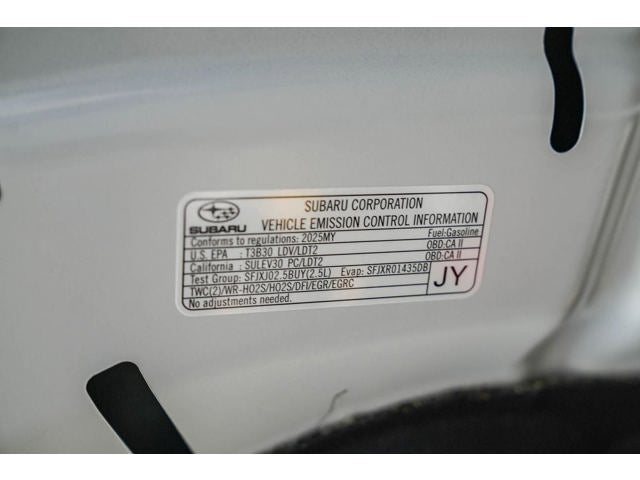 SUBARU CORPORATION
SUBARU
VEHICLE EMISSION CONTROL INFORMATION
Conforms to regulations: 2025MY Fuel:Gasoline
U.S. EPA : T3B30 LDV/LDT2 OBD:CA II
California : SULEV30 PC/LDT2 OBD:CA II
Test Group: SFJXJ02.5BUY(2.5L) Evap: SFJXR01435DB
TWC(2)/WR-HO2S/HO2S/DFI/EGR/EGRC
No adjustments needed.
JY